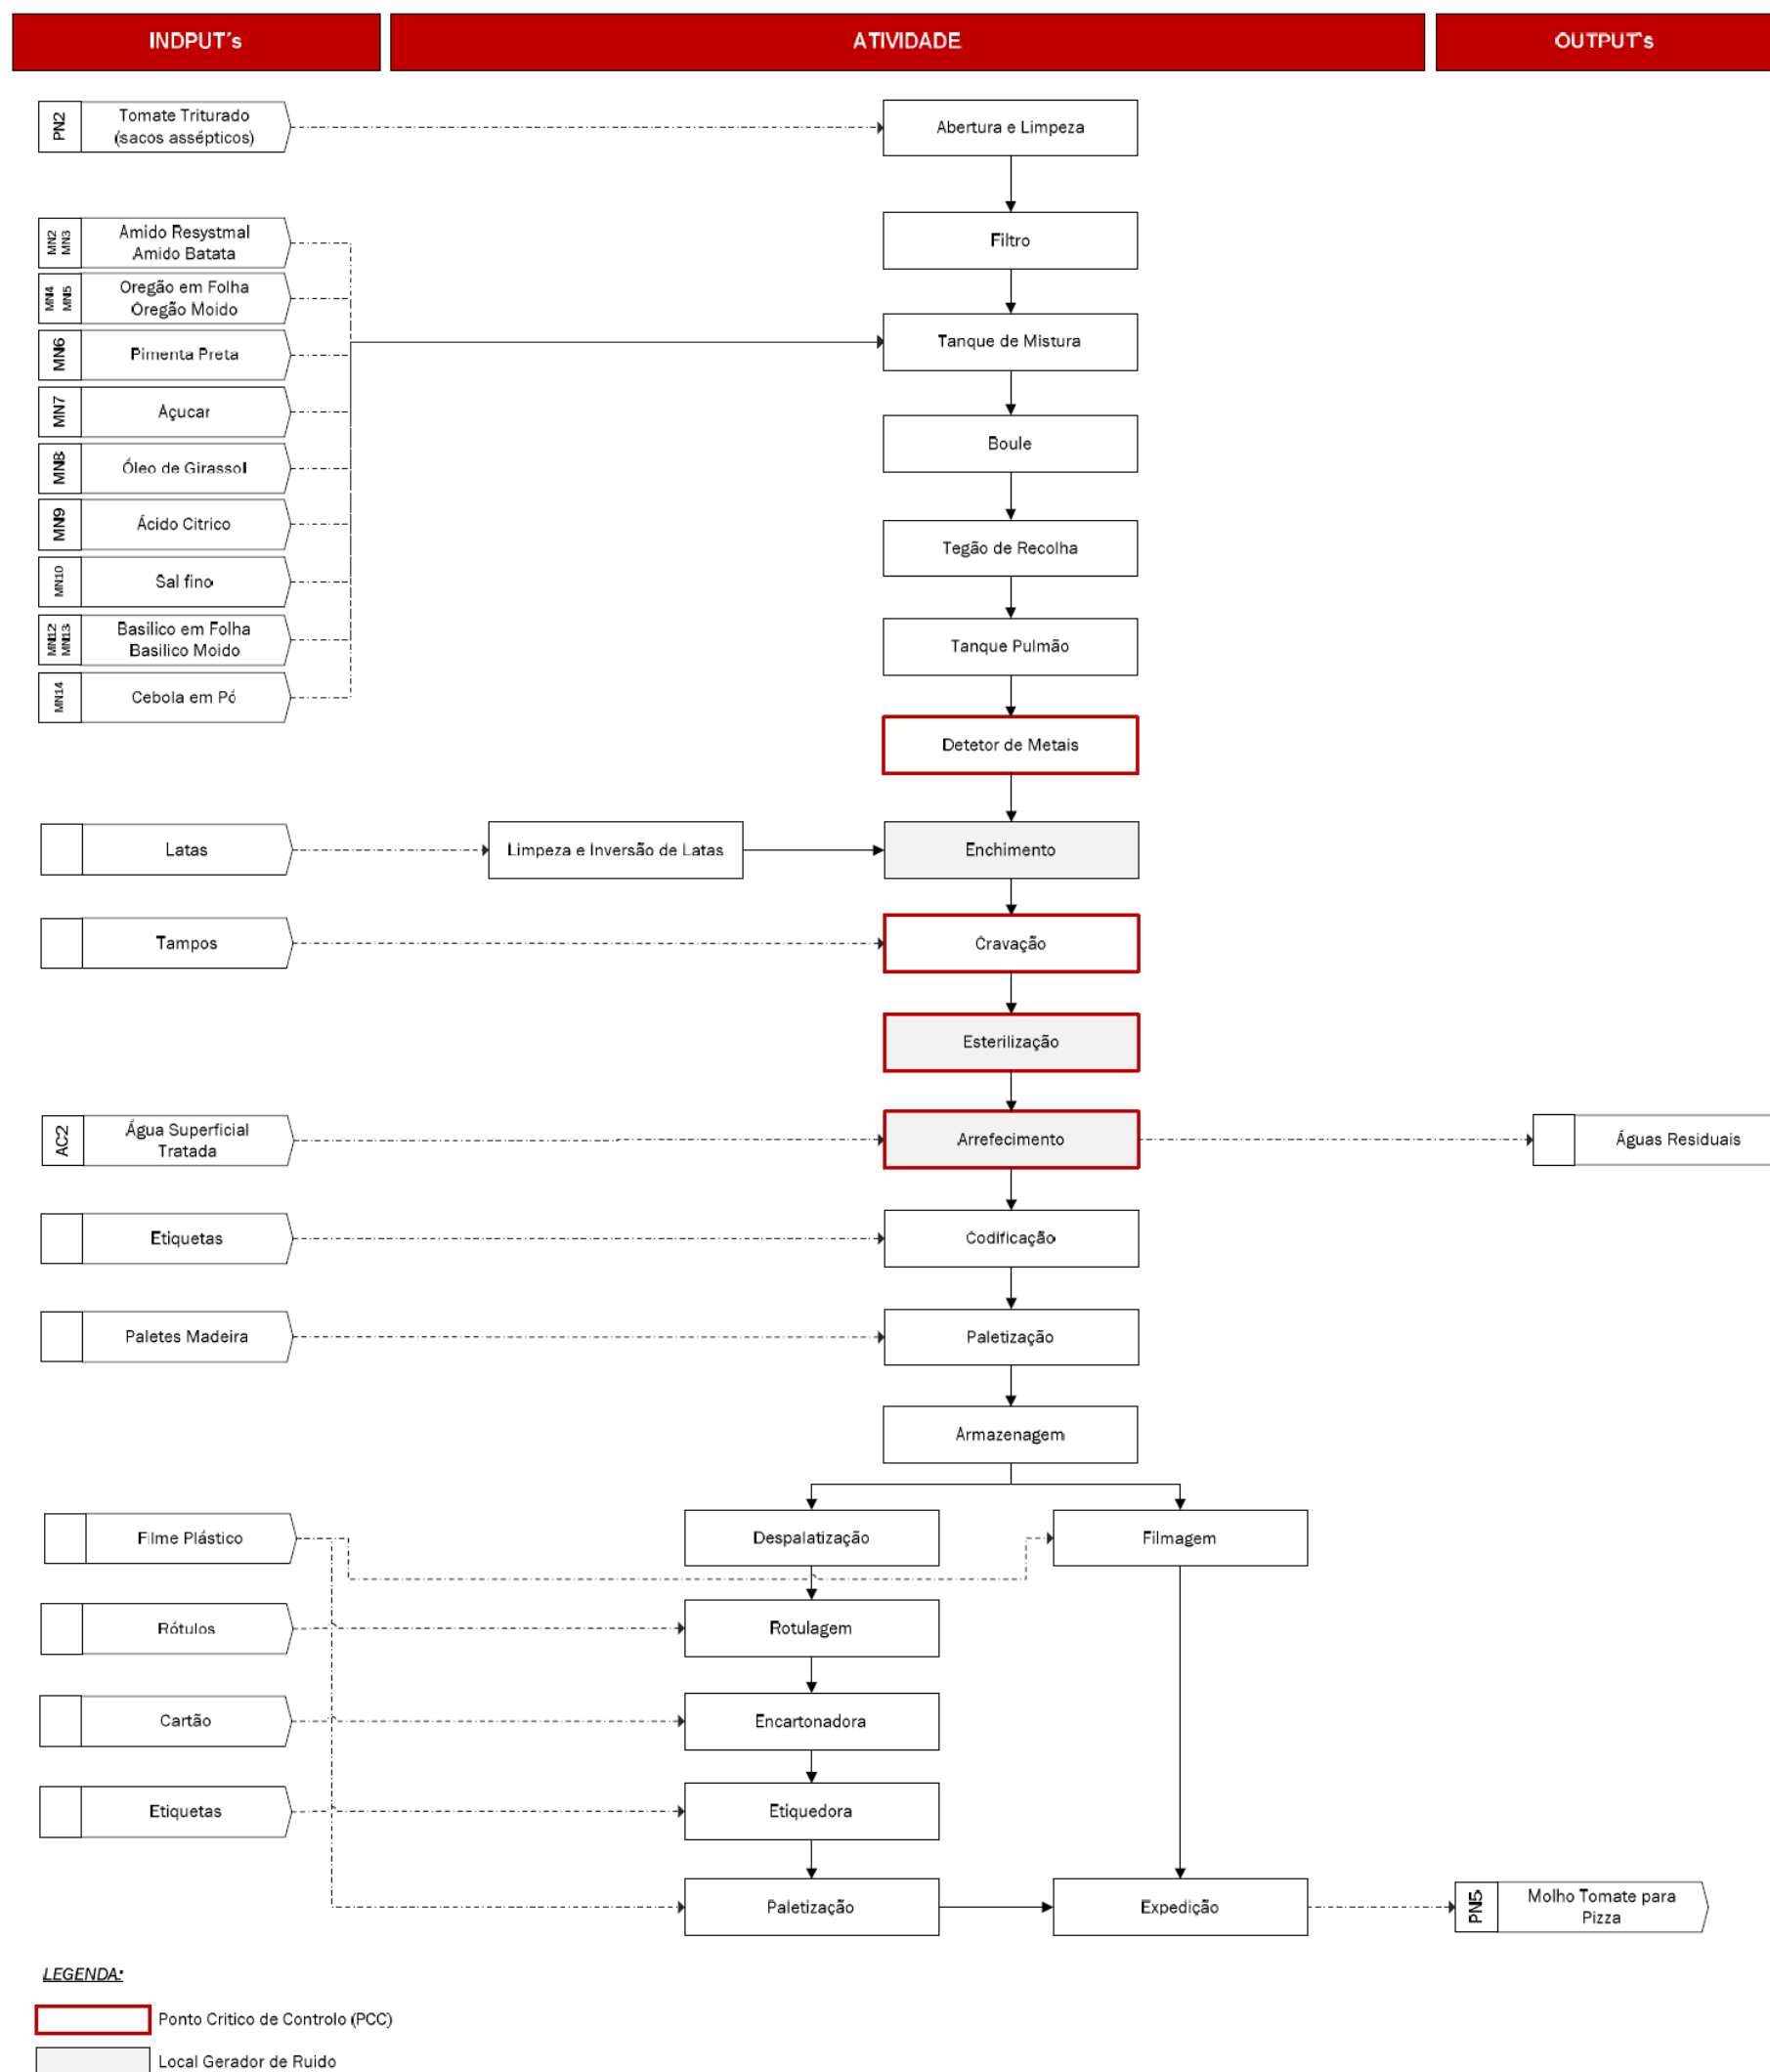 INDPUT´s
ATIVIDADE
OUTPUT`s
PN2
Tomate Triturado
(sacos assépticos)
Abertura e Limpeza
MN2
MN3
Amido Resystmal
Amido Batata
Filtro
MN4
MN5
Oregão em Folha
Oregão Moido
MN6
Pimenta Preta
Tanque de Mistura
MN7
Açucar
Boule
MN8
Óleo de Girassol
MN9
Ácido Citrico
Tegão de Recolha
MN10
Sal fino
MN12
MN13
Basilico em Folha
Basilico Moido
Tanque Pulmão
MN14
Cebola em Pó
Detetor de Metais
Latas
Limpeza e Inversão de Latas
Enchimento
Tampos
Cravação
Esterilização
AC2
Água Superficial
Tratada
Arrefecimento
Águas Residuais
Etiquetas
Codificação
Paletes Madeira
Paletização
Armazenagem
Filme Plástico
Despalatização
Filmagem
Rótulos
Rotulagem
Cartão
Encartonadora
Etiquetas
Etiquedora
Paletização
Expedição
PN5
Molho Tomate para
Pizza
LEGENDA:
Ponto Critico de Controlo (PCC)
Local Gerador de Ruido